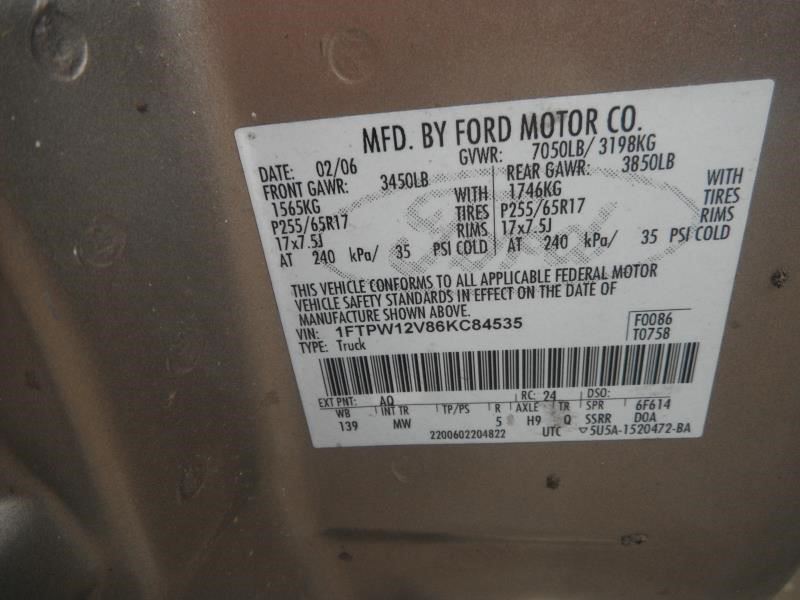 MFD. BY FORD MOTOR CO.
DATE: 02/06 GVWR: 7050LB/ 3198KG
FRONT GAWR: 3450LB REAR GAWR: 3850LB
1565KG WITH 1746KG WITH
P255/65R17 TIRES P255/65R17 TIRES
17x7.5J RIMS 17x7.5J RIMS
AT 240 kPa/ 35 PSI COLD AT 240 kPa/ 35 PSI COLD
Ford
THIS VEHICLE CONFORMS TO ALL APPLICABLE FEDERAL MOTOR
VEHICLE SAFETY STANDARDS IN EFFECT ON THE DATE OF
MANUFACTURE SHOWN ABOVE.
VIN: 1FTPW12V86KC84535 F0086
TYPE: Truck T0758
EXT PNT: AQ RC: 24 DSO:
WB INT TR TP/PS R AXLE TR SPR 6F614
139 MW 5 H9 Q SSRR D0A
2200602204822 UTC ▽5U5A-1520472-BA